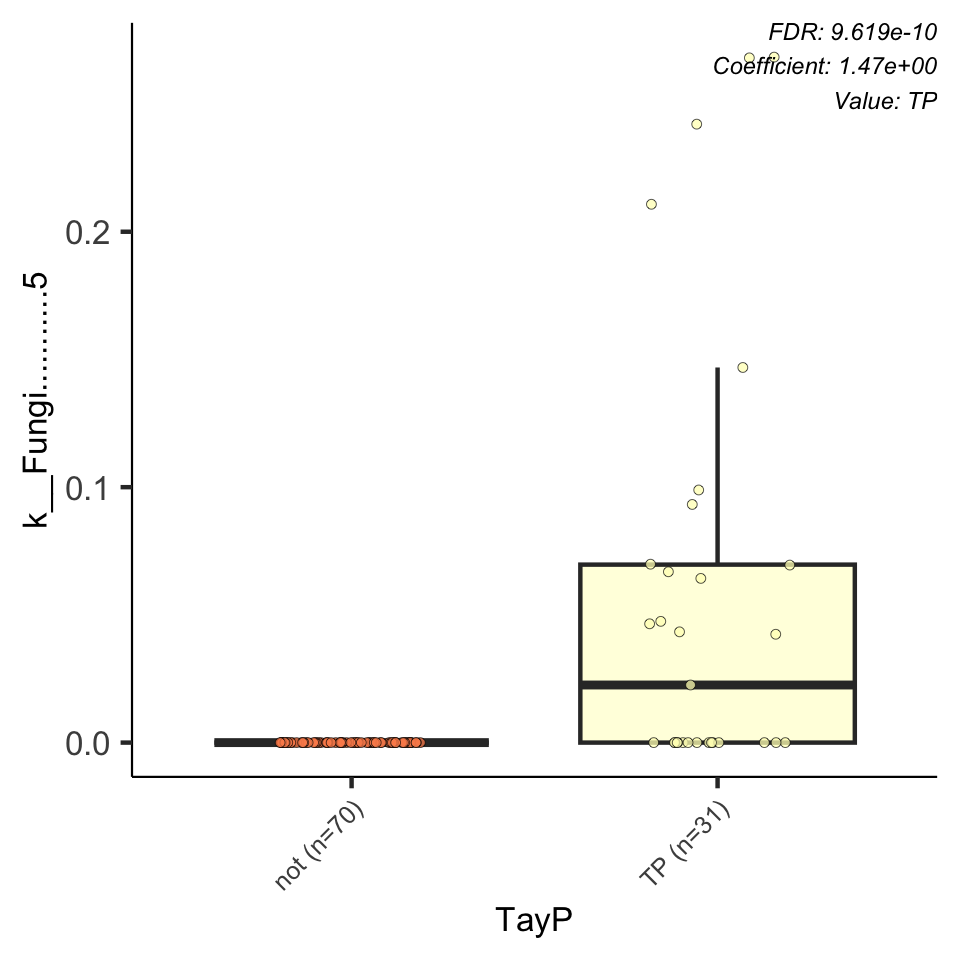 FDR: 9.619e-10
Coefficient: 1.47e+00
Value: TP
k__Fungi...........5
0.2
0.1
0.0
not (n=70)
TP (n=31)
TayP